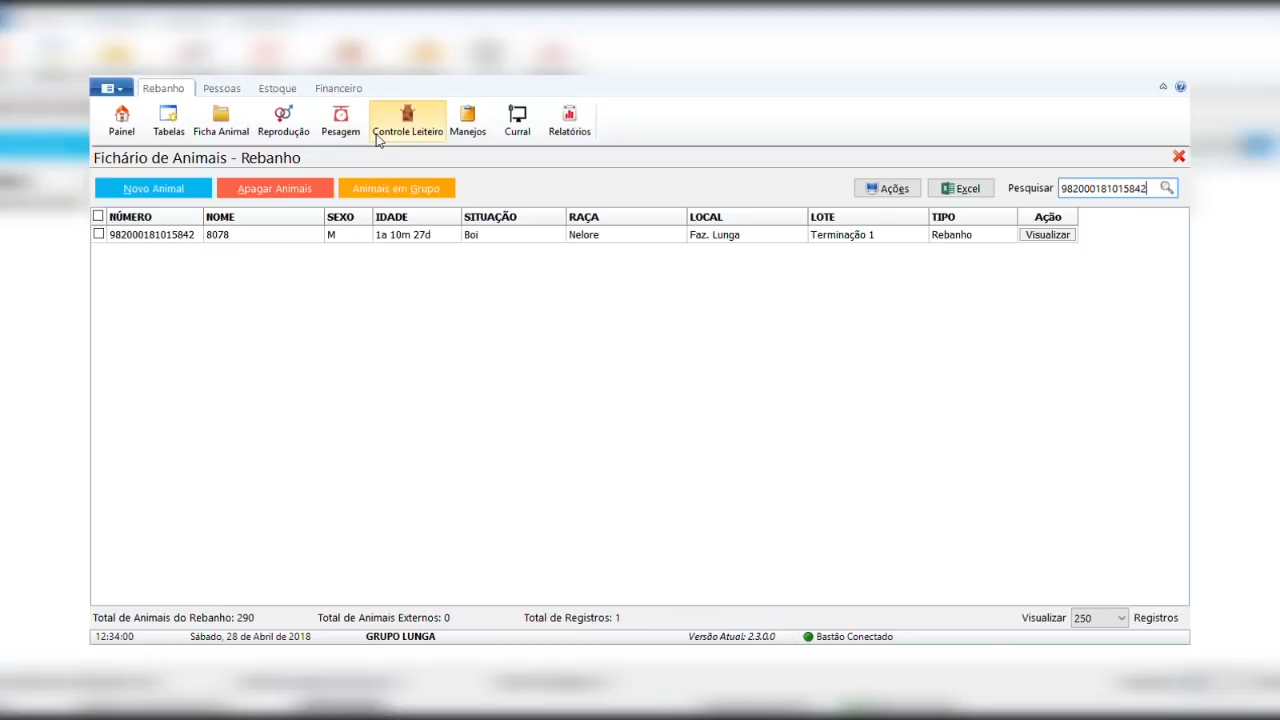 Rebanho Pessoas Estoque Financeiro
Painel Tabelas Ficha Animal Reprodução Pesagem Controle Leiteiro Manejos Curral Relatórios
Fichário de Animais - Rebanho
Novo Animal Apagar Animais Animais em Grupo Ações Excel Pesquisar 982000181015842
NÚMERO NOME SEXO IDADE SITUAÇÃO RAÇA LOCAL LOTE TIPO Ação
982000181015842 8078 M 1a 10m 27d Boi Nelore Faz. Lunga Terminação 1 Rebanho Visualizar
Total de Animais do Rebanho: 290 Total de Animais Externos: 0 Total de Registros: 1 Visualizar 250 Registros
12:34:00 Sábado, 28 de Abril de 2018 GRUPO LUNGA Versão Atual: 2.3.0.0 Bastão Conectado